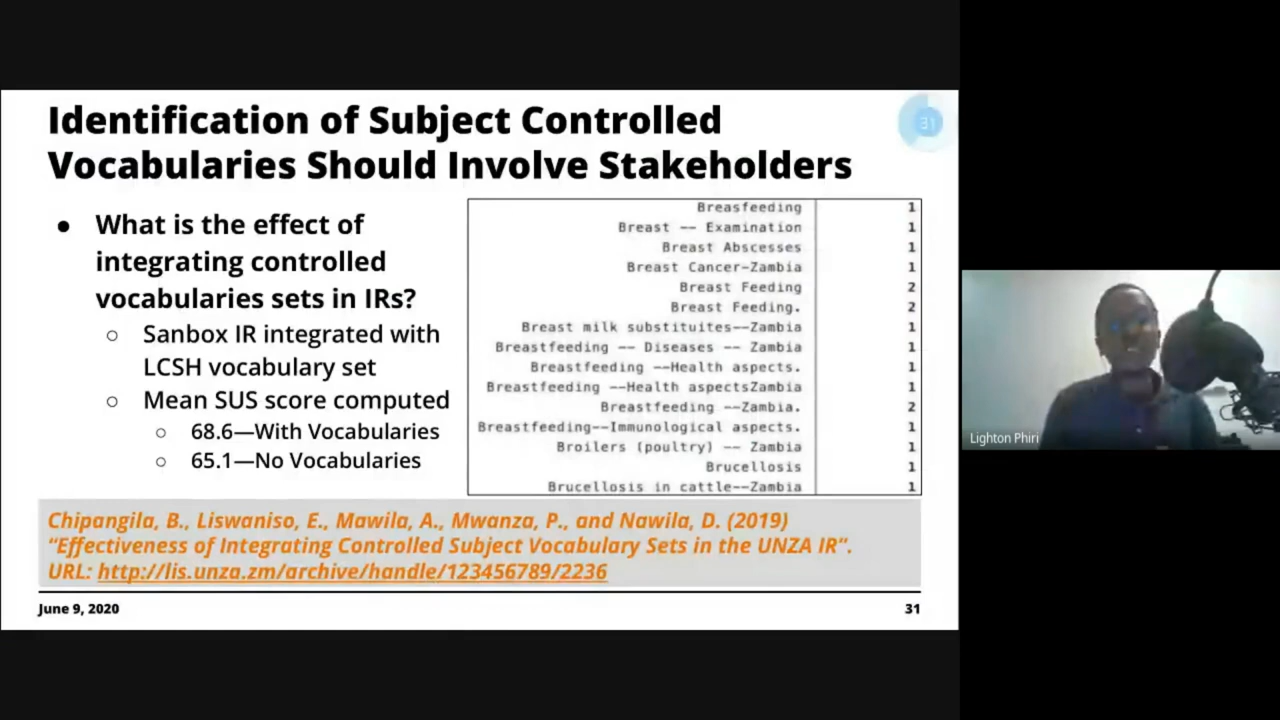 Identification of Subject Controlled
Vocabularies Should Involve Stakeholders
31
● What is the effect of
integrating controlled
vocabularies sets in IRs?
○ Sanbox IR integrated with
LCSH vocabulary set
○ Mean SUS score computed
○ 68.6—With Vocabularies
○ 65.1—No Vocabularies
Breasfeeding 1
Breast -- Examination 1
Breast Abscesses 1
Breast Cancer-Zambia 1
Breast Feeding 2
Breast Feeding. 2
Breast milk substituites--Zambia 1
Breastfeeding -- Diseases -- Zambia 1
Breastfeeding --Health aspects. 1
Breastfeeding --Health aspectsZambia 1
Breastfeeding --Zambia. 2
Breastfeeding--Immunological aspects. 1
Broilers (poultry) -- Zambia 1
Brucellosis 1
Brucellosis in cattle--Zambia 1
Chipangila, B., Liswaniso, E., Mawila, A., Mwanza, P., and Nawila, D. (2019)
“Effectiveness of Integrating Controlled Subject Vocabulary Sets in the UNZA IR”.
URL: http://lis.unza.zm/archive/handle/123456789/2236
June 9, 2020 31
Lighton Phiri